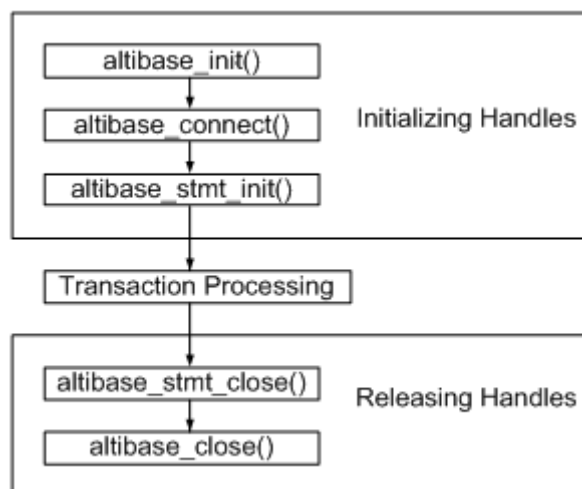 altibase_init()
altibase_connect()
Initializing Handles
altibase_stmt_init()
Transaction Processing
altibase_stmt_close()
Releasing Handles
altibase_close()